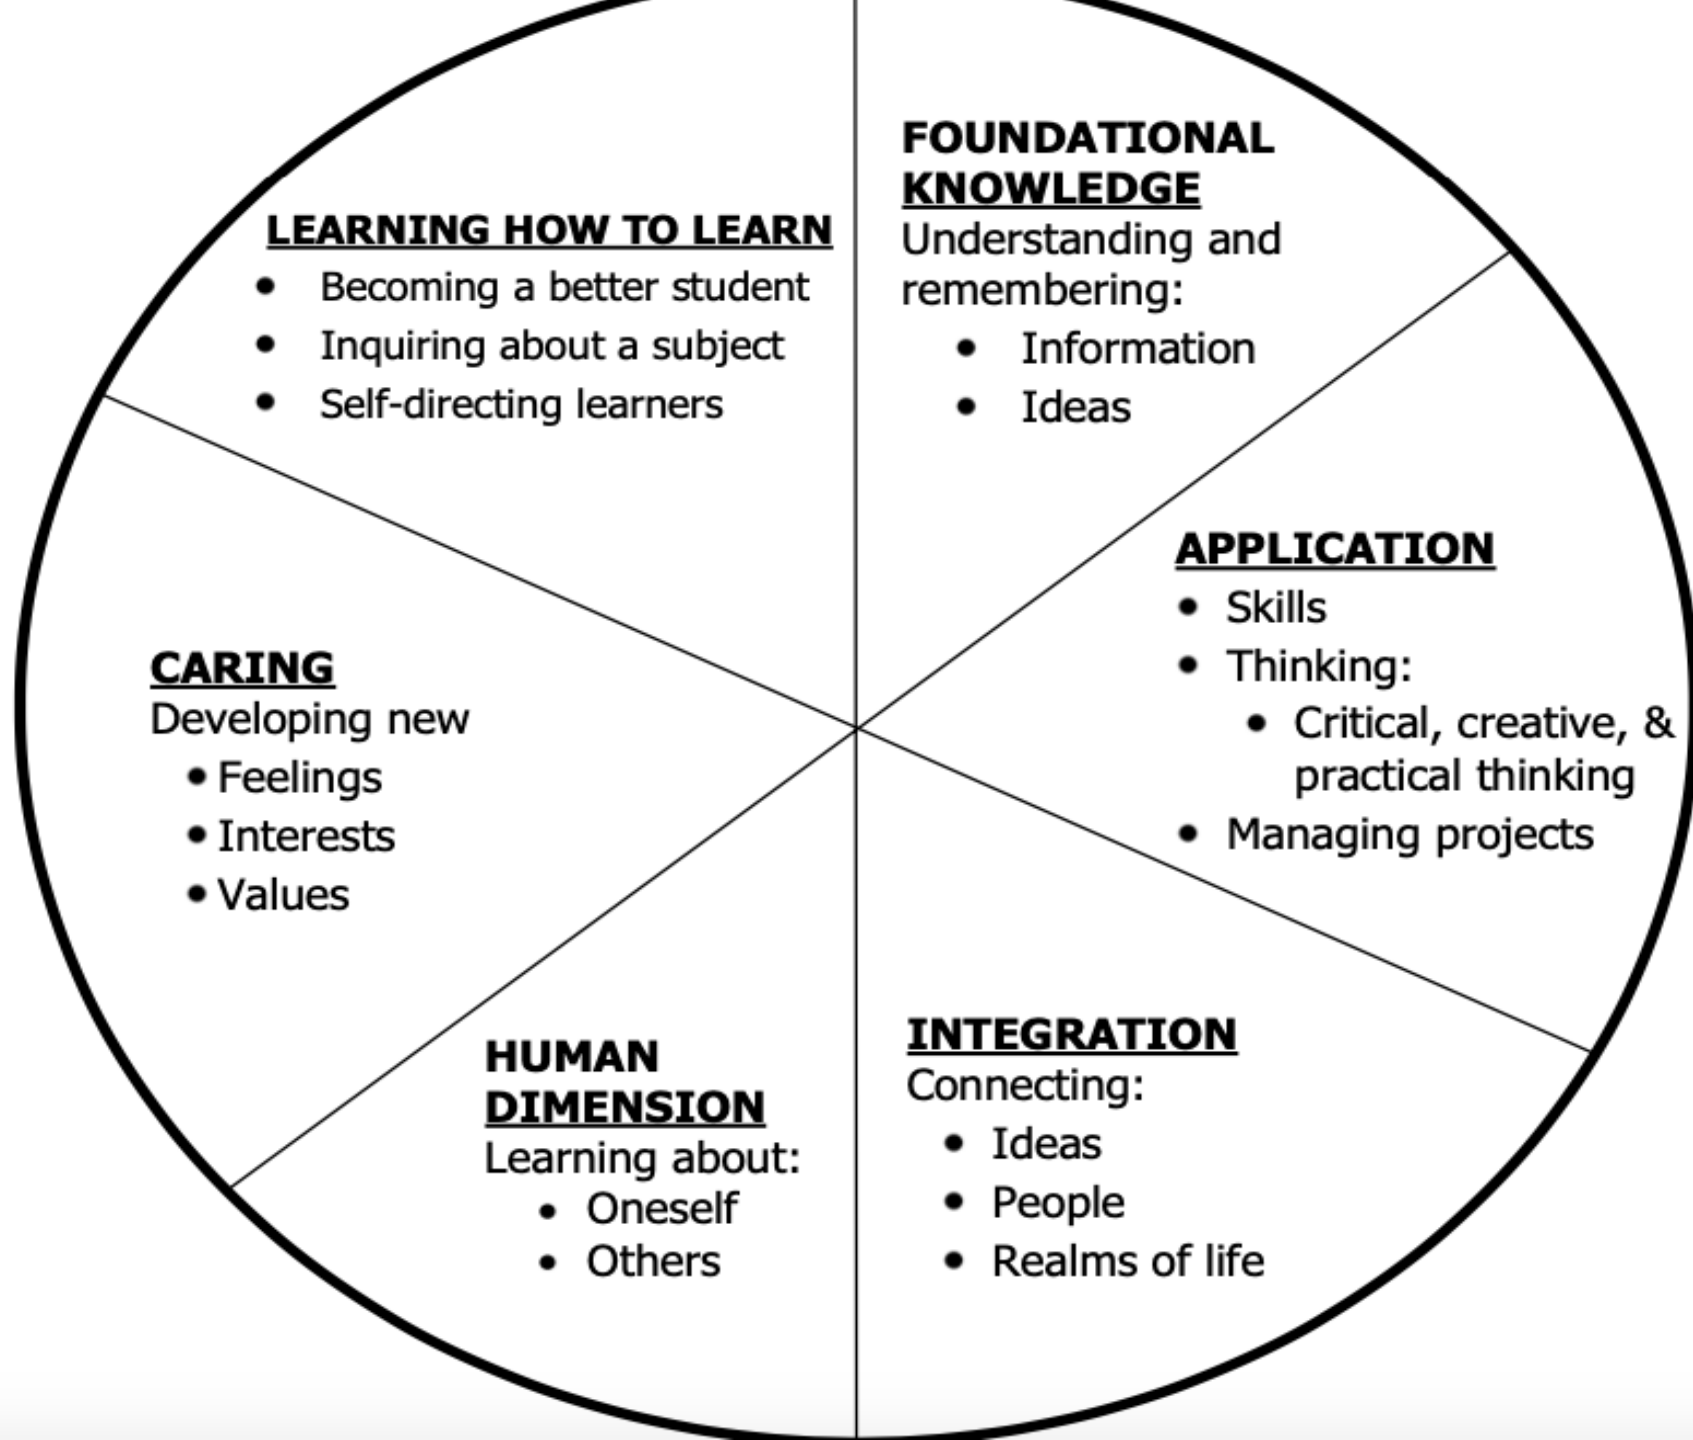 FOUNDATIONAL
KNOWLEDGE
Understanding and
remembering:
• Information
• Ideas
APPLICATION
• Skills
• Thinking:
• Critical, creative, &
practical thinking
• Managing projects
INTEGRATION
Connecting:
• Ideas
• People
• Realms of life
HUMAN
DIMENSION
Learning about:
• Oneself
• Others
CARING
Developing new
• Feelings
• Interests
• Values
LEARNING HOW TO LEARN
• Becoming a better student
• Inquiring about a subject
• Self-directing learners